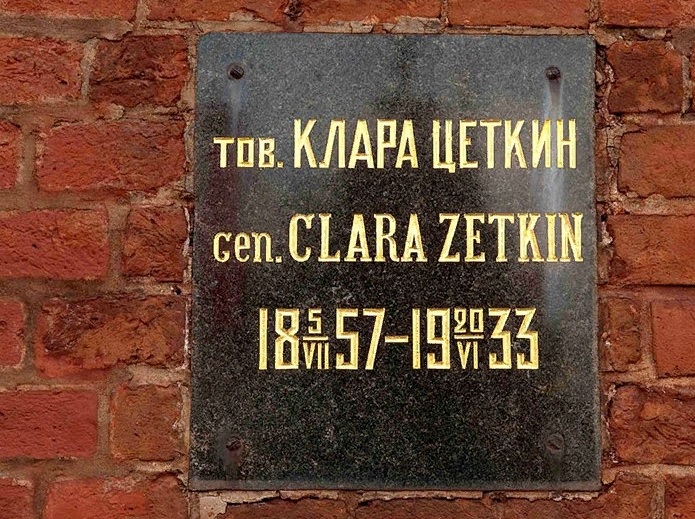 тов. КЛАРА ЦЕТКИН
gen. CLARA ZETKIN
18 5/VII 57–19 20/VI 33